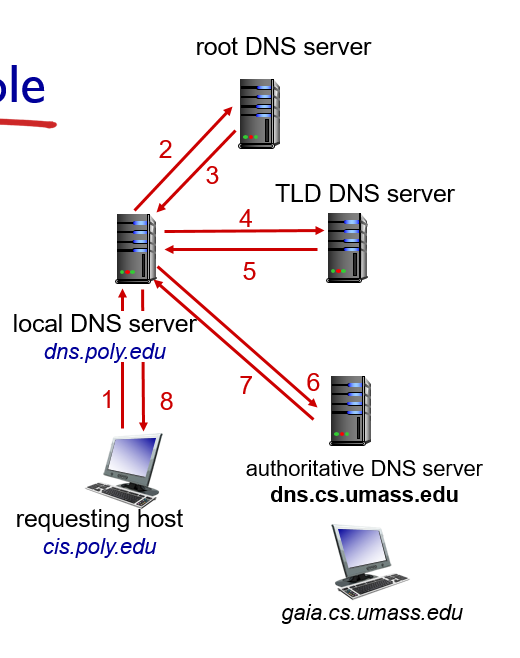 root DNS server
ole
2
3
TLD DNS server
4
5
local DNS server
dns.poly.edu
6
7
1
8
authoritative DNS server
dns.cs.umass.edu
requesting host
cis.poly.edu
gaia.cs.umass.edu